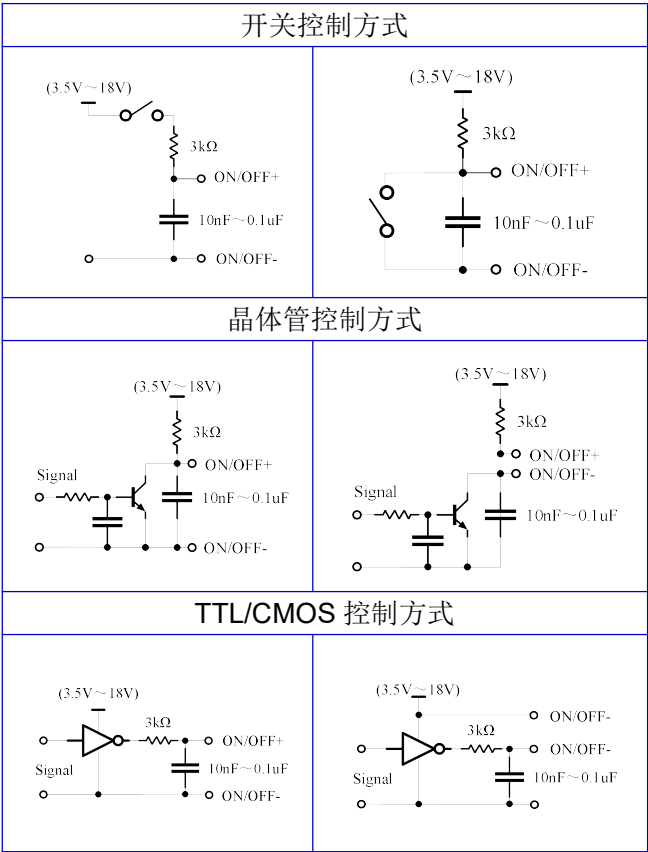 开关控制方式
(3.5V～18V)
3kΩ
ON/OFF+
10nF～0.1uF
ON/OFF-
(3.5V～18V)
3kΩ
ON/OFF+
10nF～0.1uF
ON/OFF-
晶体管控制方式
(3.5V～18V)
3kΩ
Signal
ON/OFF+
10nF～0.1uF
ON/OFF-
(3.5V～18V)
3kΩ
ON/OFF+
ON/OFF-
Signal
10nF～0.1uF
TTL/CMOS 控制方式
(3.5V～18V)
3kΩ
ON/OFF+
Signal
10nF～0.1uF
ON/OFF-
(3.5V～18V)
ON/OFF-
3kΩ
ON/OFF-
Signal
10nF～0.1uF